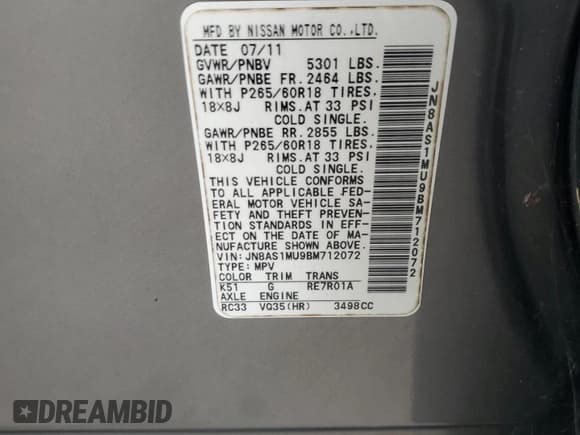 MFD BY NISSAN MOTOR CO.,LTD.
DATE 07/11
GVWR/PNBV 5301 LBS.
GAWR/PNBE FR. 2464 LBS.
WITH P265/60R18 TIRES.
18×8J RIMS.AT 33 PSI
COLD SINGLE.
GAWR/PNBE RR. 2855 LBS.
WITH P265/60R18 TIRES.
18×8J RIMS.AT 33 PSI
COLD SINGLE.
THIS VEHICLE CONFORMS
TO ALL APPLICABLE FED-
ERAL MOTOR VEHICLE SA-
FETY AND THEFT PREVEN-
TION STANDARDS IN EFF-
ECT ON THE DATE OF MA-
NUFACTURE SHOWN ABOVE.
VIN: JN8AS1MU9BM712072
TYPE: MPV
COLOR TRIM TRANS
K51 G RE7R01A
AXLE ENGINE
RC33 VQ35(HR) 3498CC
JN8AS1MU9BM712072
DREAMBID